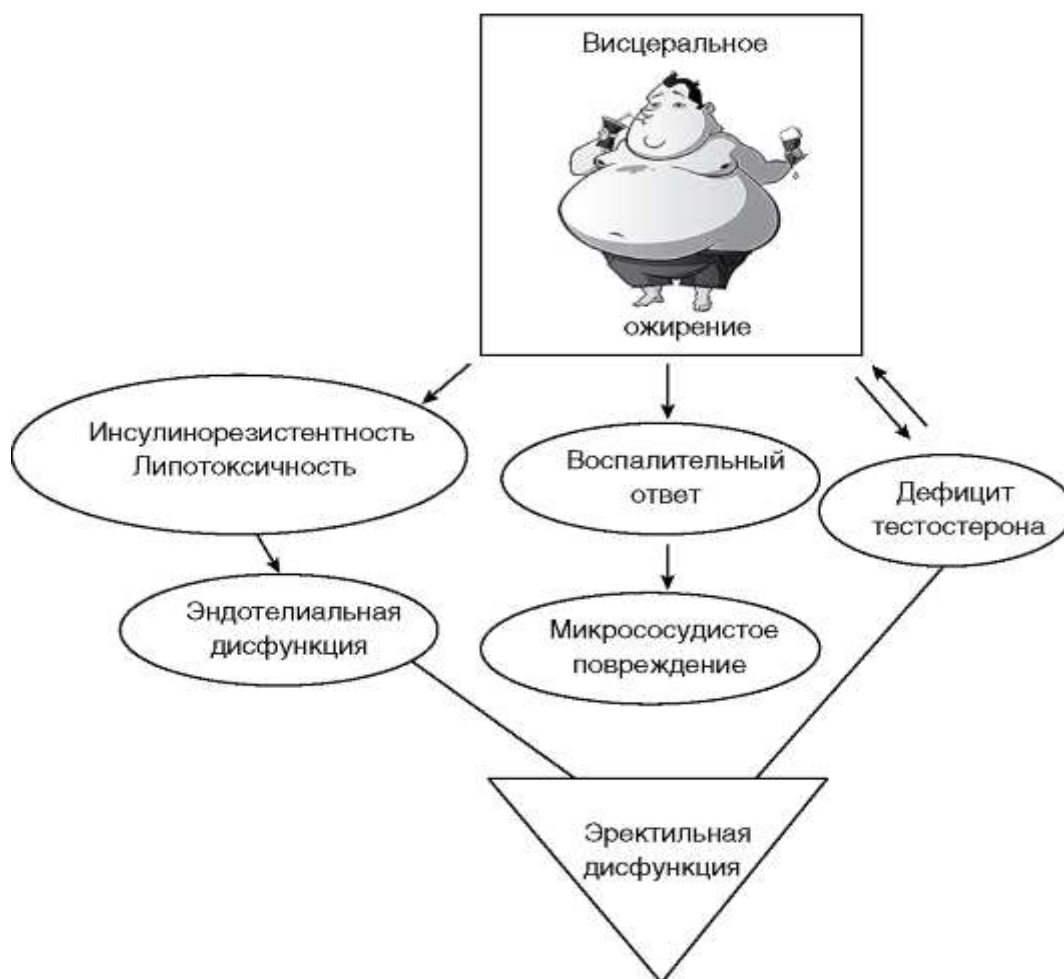 Висцеральное
ожирение
Инсулинорезистентность
Липотоксичность
Воспалительный
ответ
Дефицит
тестостерона
Эндотелиальная
дисфункция
Микрососудистое
повреждение
Эректильная
дисфункция